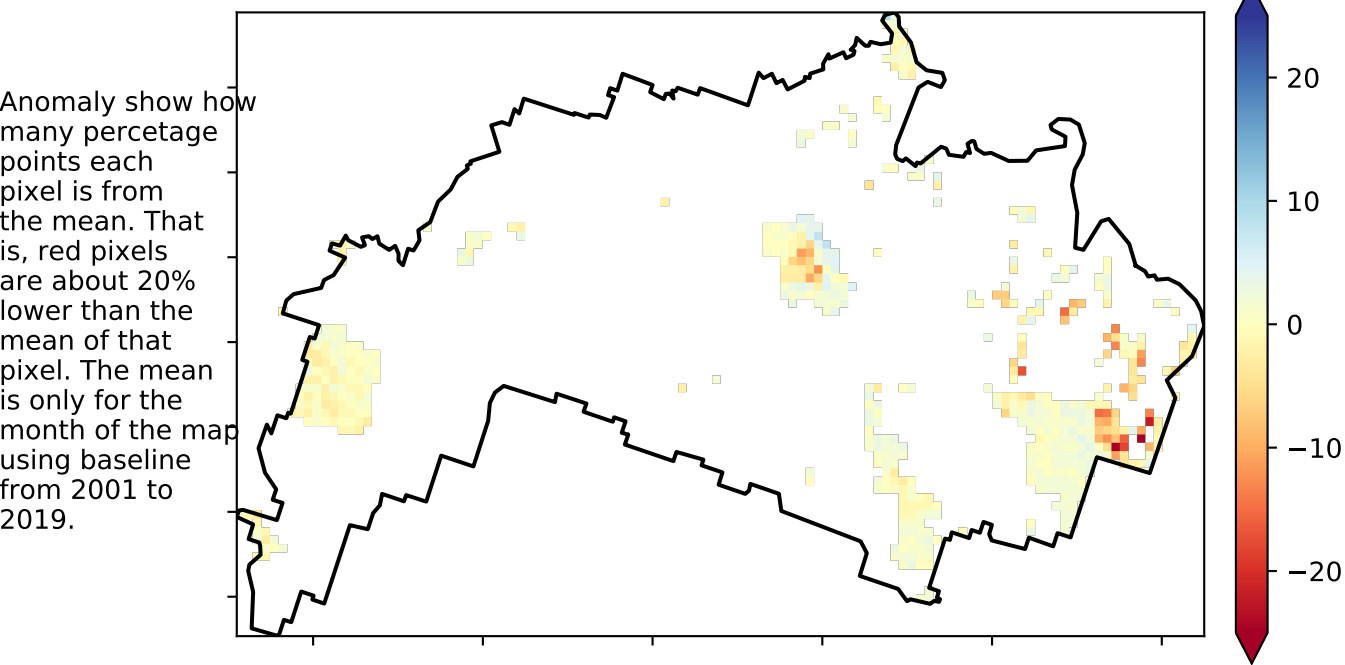 Anomaly show how
many percetage
points each
pixel is from
the mean. That
is, red pixels
are about 20%
lower than the
mean of that
pixel. The mean
is only for the
month of the map
using baseline
from 2001 to
2019.
20
10
0
−10
−20